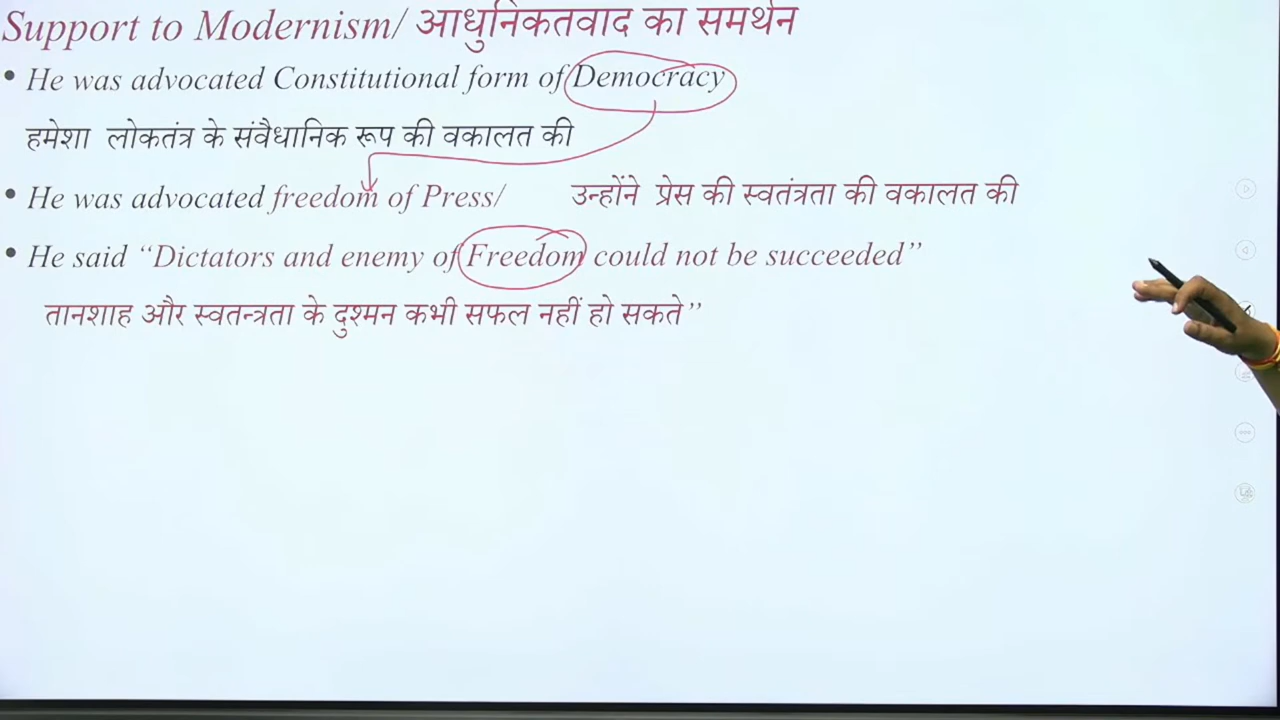 Support to Modernism/ आधुनिकतवाद का समर्थन
• He was advocated Constitutional form of Democracy
हमेशा लोकतंत्र के संवैधानिक रूप की वकालत की
• He was advocated freedom of Press/ उन्होंने प्रेस की स्वतंत्रता की वकालत की
• He said “Dictators and enemy of Freedom could not be succeeded”
तानशाह और स्वतन्त्रता के दुश्मन कभी सफल नहीं हो सकते”